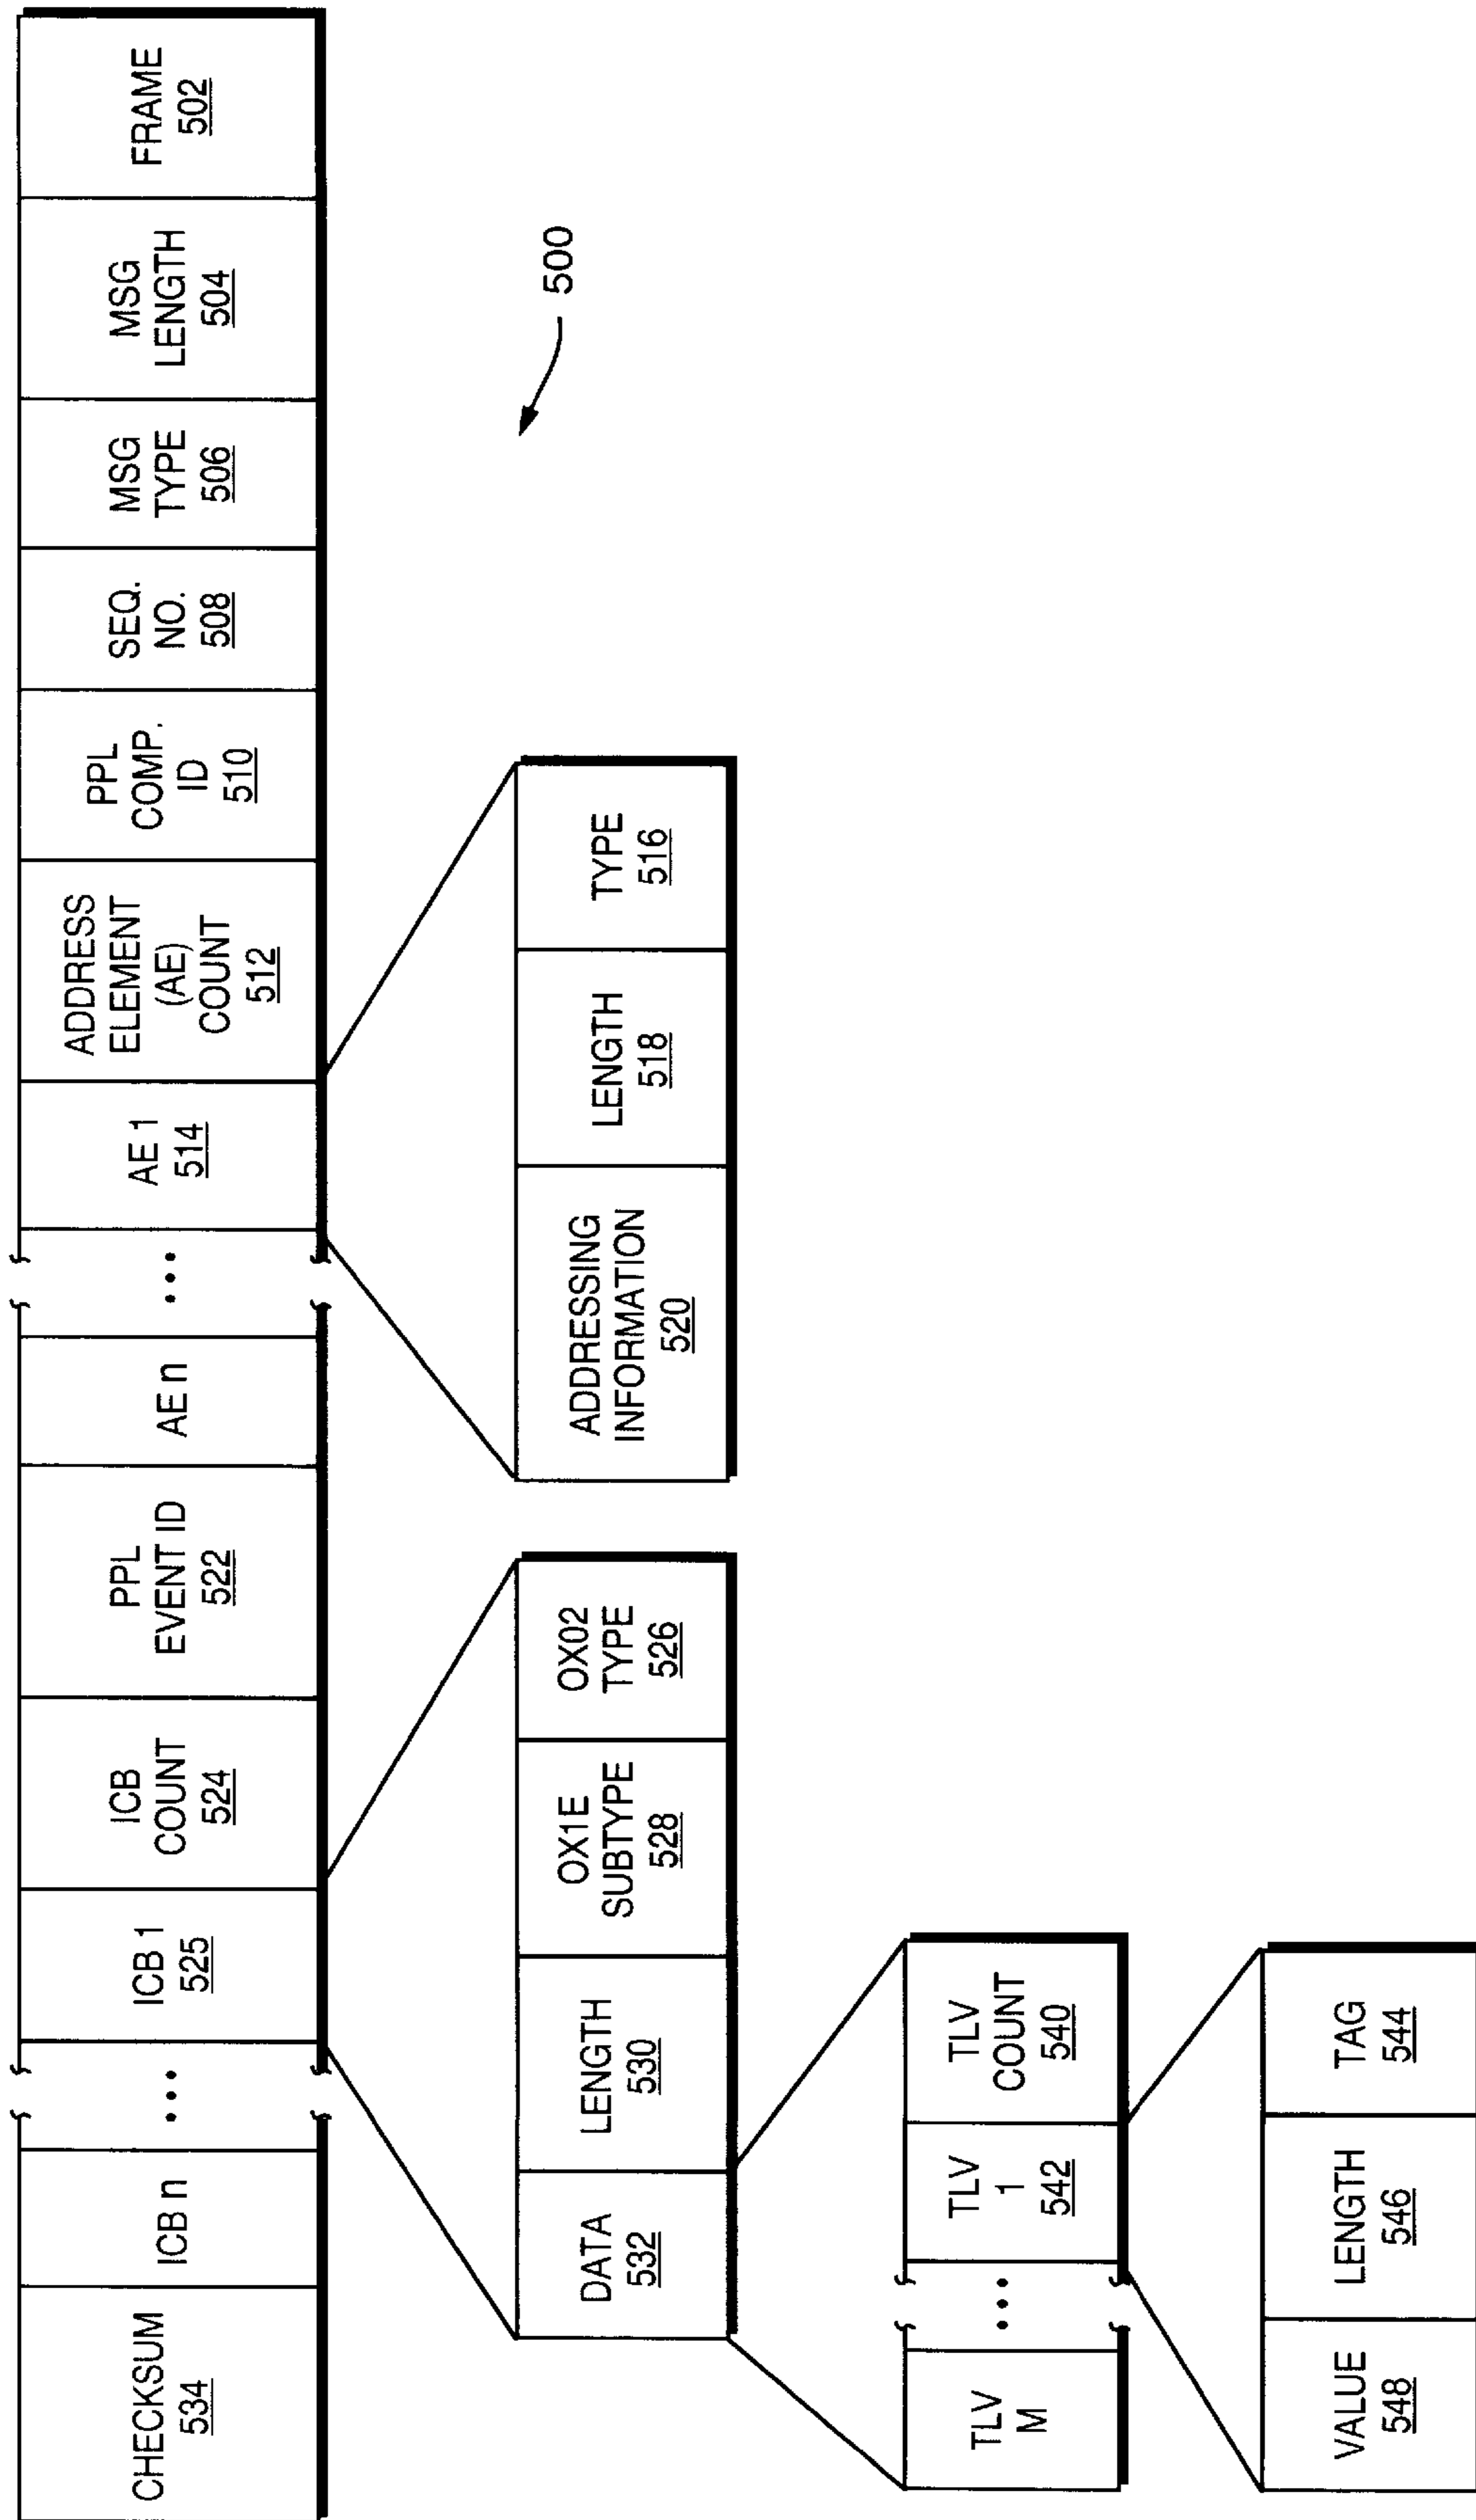 CHECKSUM
534
ICB n
...
ICB 1
525
ICB
COUNT
524
PPL
EVENT ID
522
AE n
...
AE 1
514
ADDRESS
ELEMENT
(AE)
COUNT
512
PPL
COMP.
ID
510
SEQ.
NO.
508
MSG
TYPE
506
MSG
LENGTH
504
FRAME
502
500
DATA
532
LENGTH
530
OX1E
SUBTYPE
528
OX02
TYPE
526
ADDRESSING
INFORMATION
520
LENGTH
518
TYPE
516
TLV
M
...
TLV
1
542
TLV
COUNT
540
VALUE
548
LENGTH
546
TAG
544